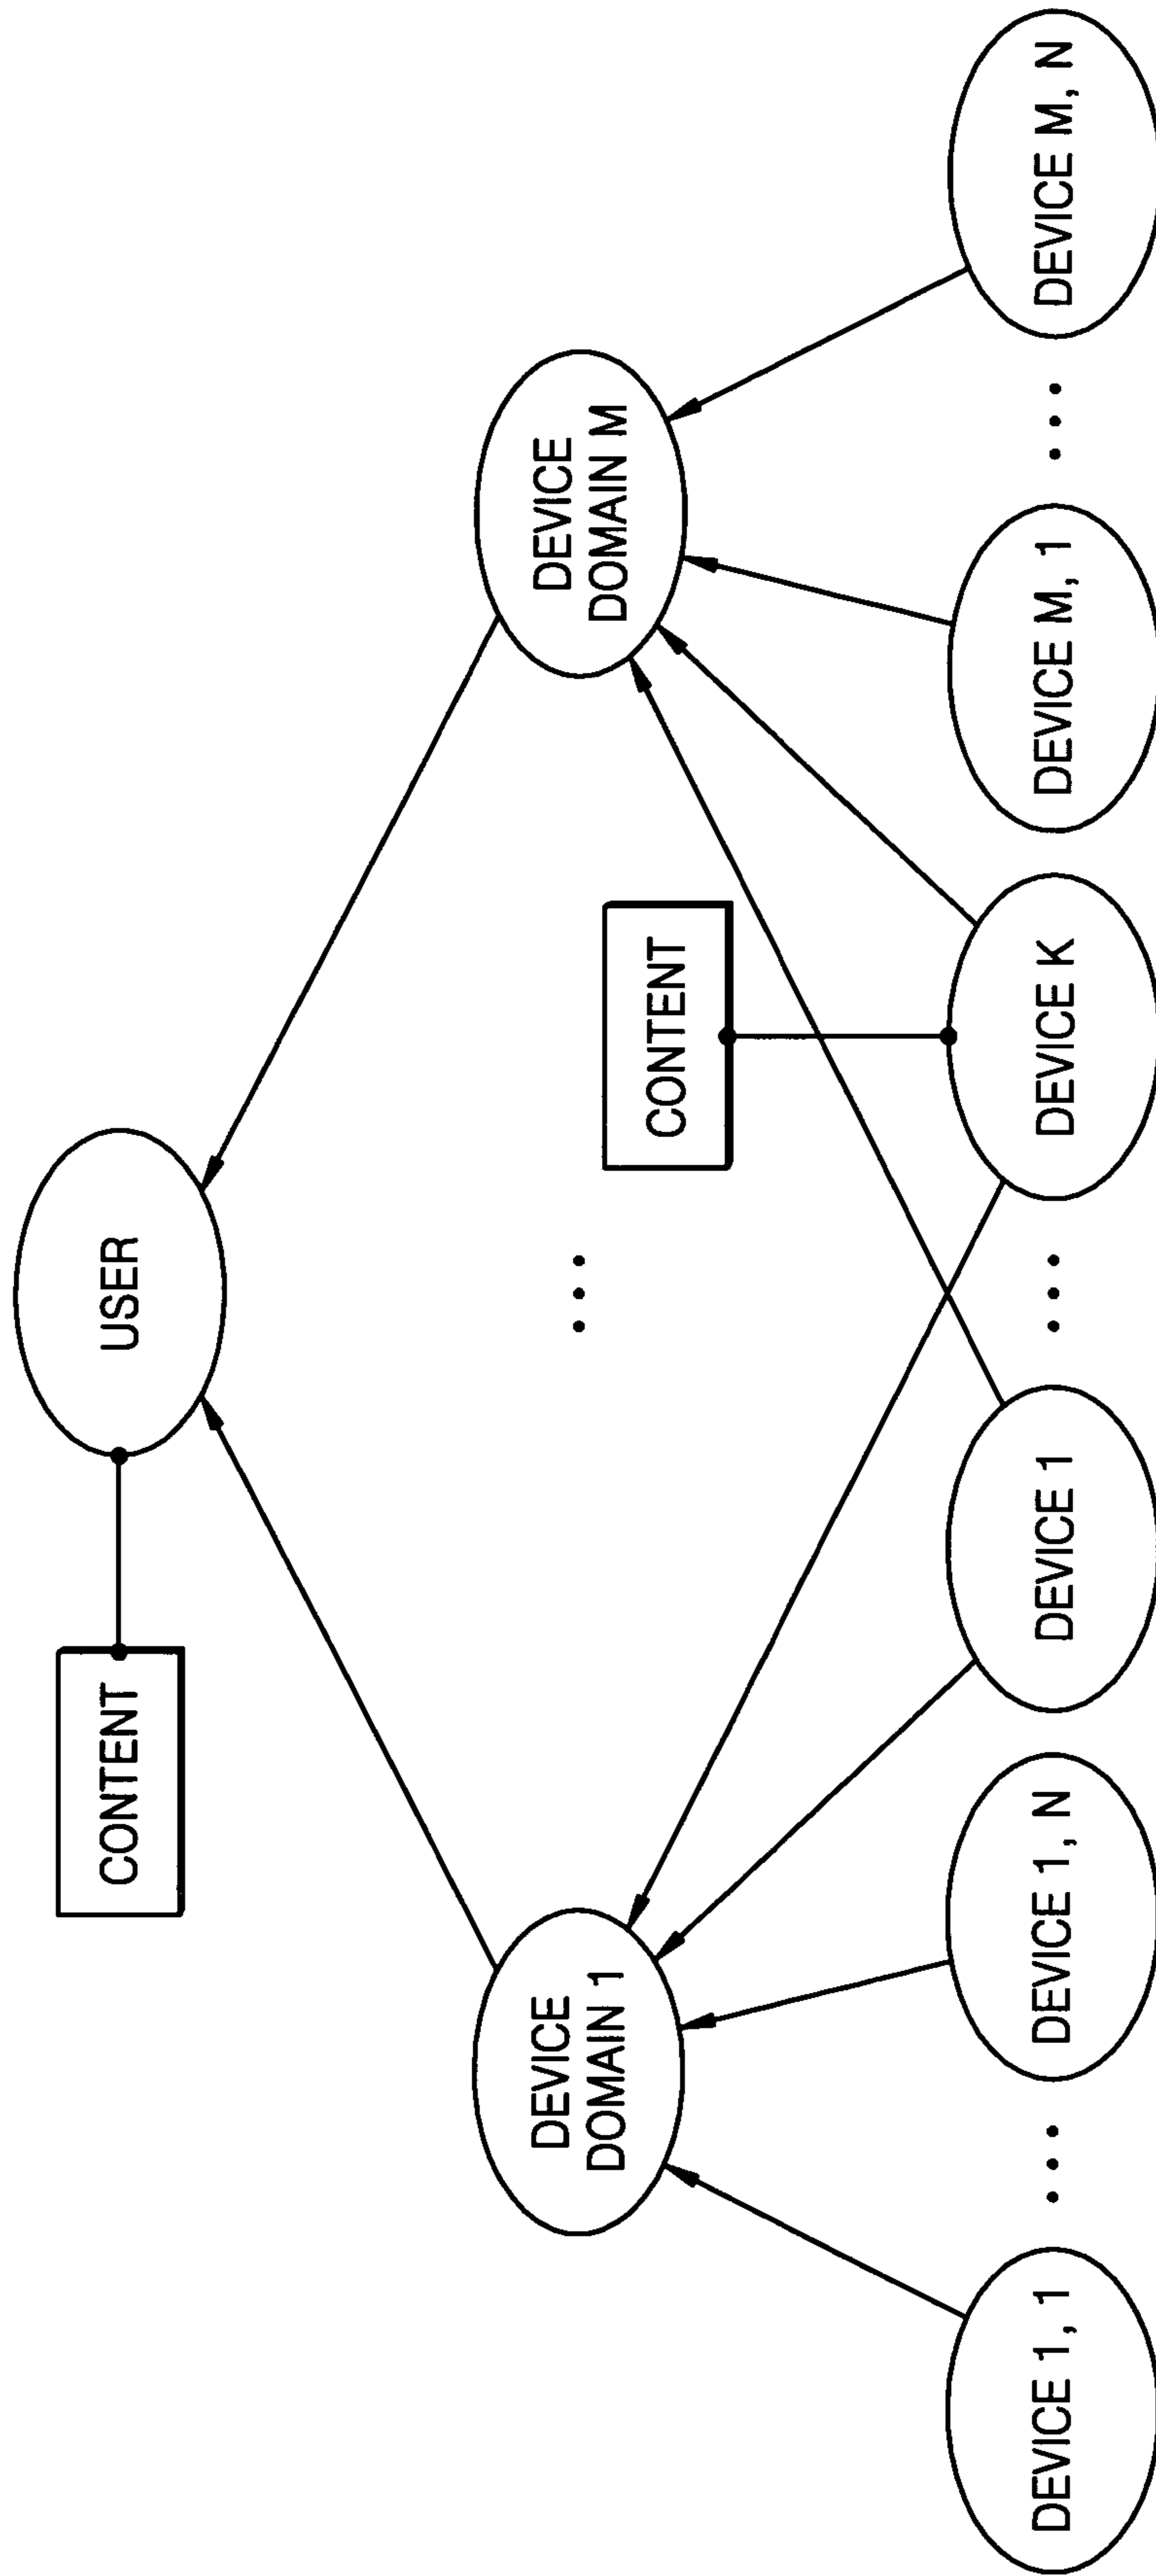 CONTENT
USER
DEVICE
DOMAIN 1
...
DEVICE
DOMAIN M
CONTENT
DEVICE 1, 1
...
DEVICE 1, N
DEVICE 1
...
DEVICE K
DEVICE M, 1
...
DEVICE M, N